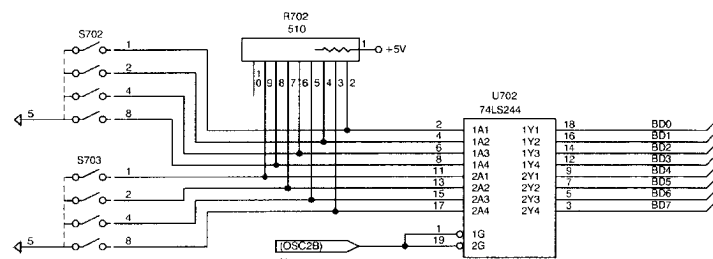 R702
510
S702
1 +5V
1
2
4
5 8
1 0 9 8 7 6 5 4 3 2
U702
74LS244
S703
1
2
4
5 8
2 1A1 1Y1 18 BD0
4 1A2 1Y2 16 BD1
6 1A3 1Y3 14 BD2
8 1A4 1Y4 12 BD3
11 2A1 2Y1 9 BD4
13 2A2 2Y2 7 BD5
15 2A3 2Y3 5 BD6
17 2A4 2Y4 3 BD7
1 1G
(OSC2B) 19 2G